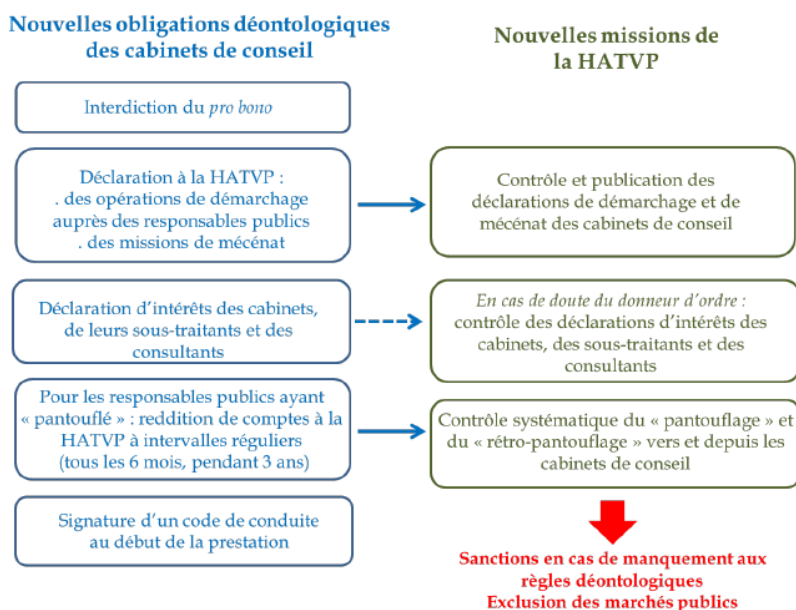 Nouvelles obligations déontologiques
des cabinets de conseil
Interdiction du pro bono
Déclaration à la HATVP :
. des opérations de démarchage
auprès des responsables publics
. des missions de mécénat
Déclaration d'intérêts des cabinets,
de leurs sous-traitants et des
consultants
Pour les responsables publics ayant
« pantouflé » : reddition de comptes à la
HATVP à intervalles réguliers
(tous les 6 mois, pendant 3 ans)
Signature d'un code de conduite
au début de la prestation
Nouvelles missions de
la HATVP
Contrôle et publication des
déclarations de démarchage et de
mécénat des cabinets de conseil
En cas de doute du donneur d'ordre :
contrôle des déclarations d'intérêts des
cabinets, des sous-traitants et des
consultants
Contrôle systématique du « pantouflage » et
du « rétro-pantouflage » vers et depuis les
cabinets de conseil
Sanctions en cas de manquement aux
règles déontologiques
Exclusion des marchés publics